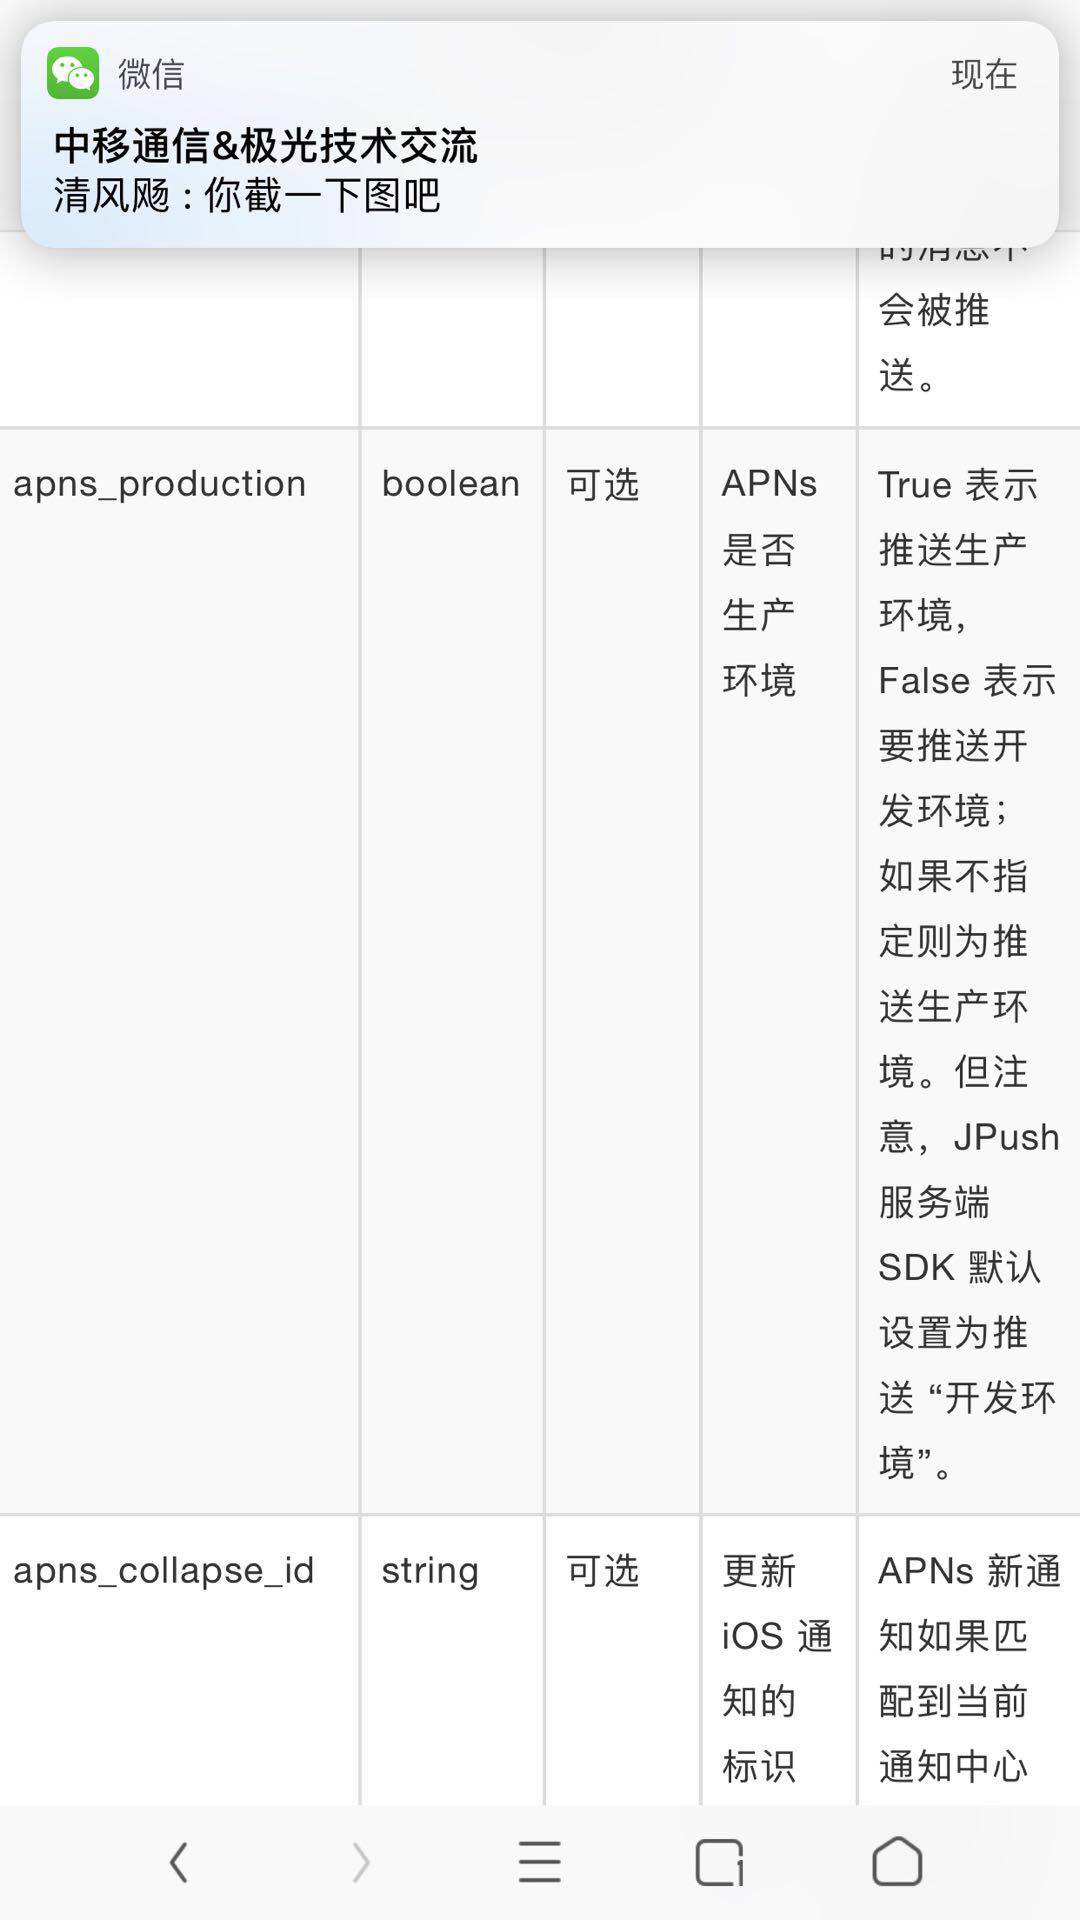 微信
现在
中移通信&极光技术交流
清风飏：你截一下图吧
的消息不
会被推
送。
apns_production
boolean
可选
APNs
是否
生产
环境
True 表示
推送生产
环境，
False 表示
要推送开
发环境；
如果不指
定则为推
送生产环
境。但注
意，JPush
服务端
SDK 默认
设置为推
送 “开发环
境”。
apns_collapse_id
string
可选
更新
iOS 通
知的
标识
APNs 新通
知如果匹
配到当前
通知中心
1